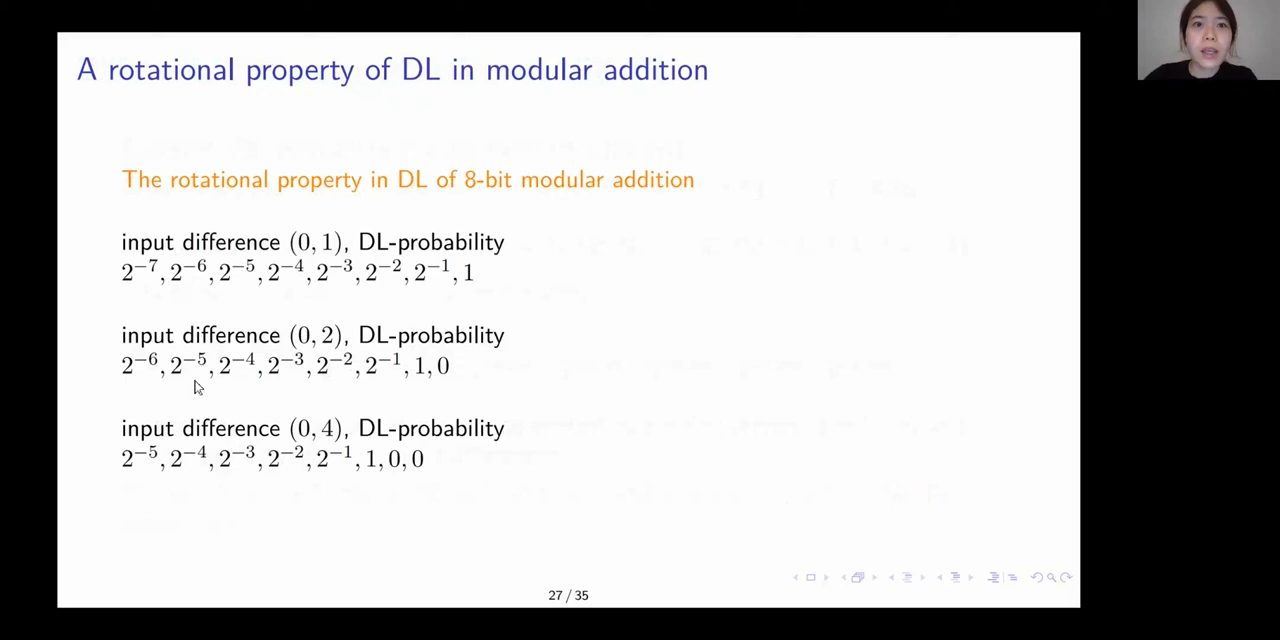 A rotational property of DL in modular addition
The rotational property in DL of 8-bit modular addition
input difference (0, 1), DL-probability
2⁻⁷, 2⁻⁶, 2⁻⁵, 2⁻⁴, 2⁻³, 2⁻², 2⁻¹, 1
input difference (0, 2), DL-probability
2⁻⁶, 2⁻⁵, 2⁻⁴, 2⁻³, 2⁻², 2⁻¹, 1, 0
input difference (0, 4), DL-probability
2⁻⁵, 2⁻⁴, 2⁻³, 2⁻², 2⁻¹, 1, 0, 0
27 / 35